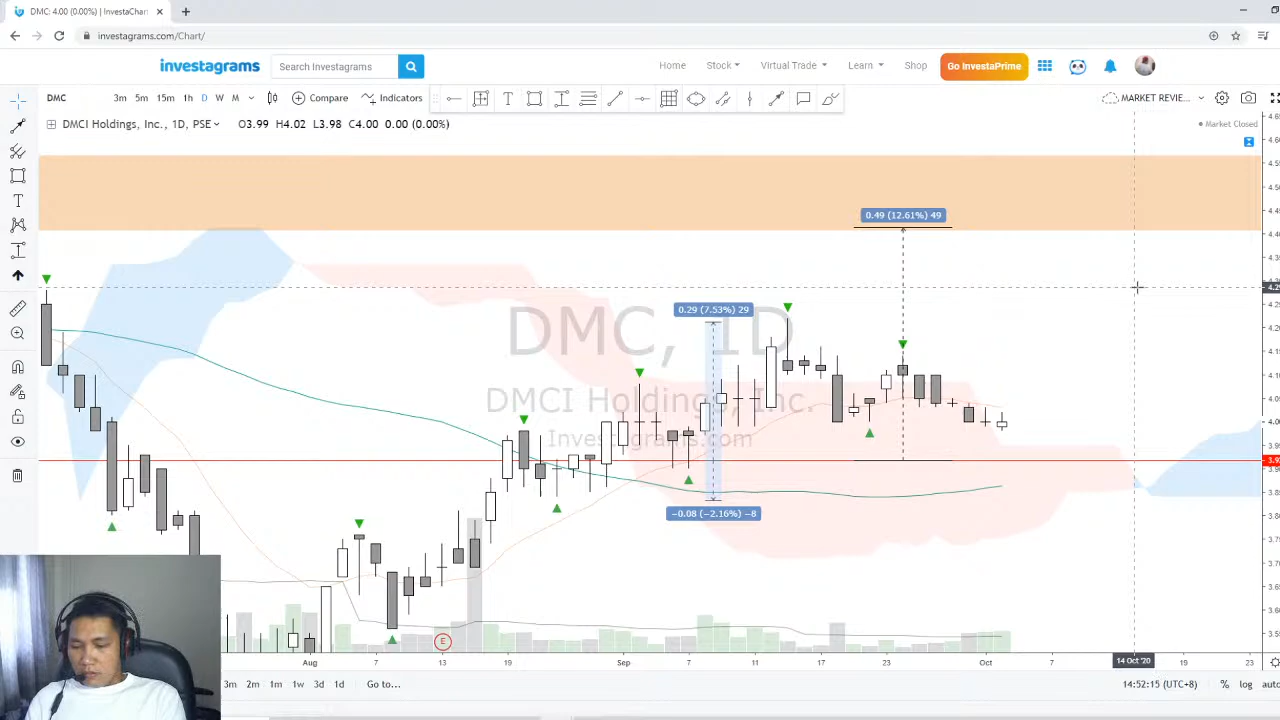 DMC: 4.00 (0.00%) | InvestaChar
investagrams.com/Chart/
investagrams
Search Investagrams
Home
Stock
Virtual Trade
Learn
Shop
Go InvestaPrime
DMC
3m 5m 15m 1h D W M
Compare
Indicators
MARKET REVIE...
DMCI Holdings, Inc., 1D, PSE
O3.99 H4.02 L3.98 C4.00 0.00 (0.00%)
Market Closed
0.49 (12.61%) 49
0.29 (7.53%) 29
−0.08 (−2.16%) −8
DMC, 1D
DMCI Holdings, Inc.
Investagrams.com
E
4.00
Aug 7 13 19 Sep 7 11 17 23 Oct 7 14 Oct '20 19 23
3m 2m 1m 1w 3d 1d Go to...
14:52:15 (UTC+8)
% log auto